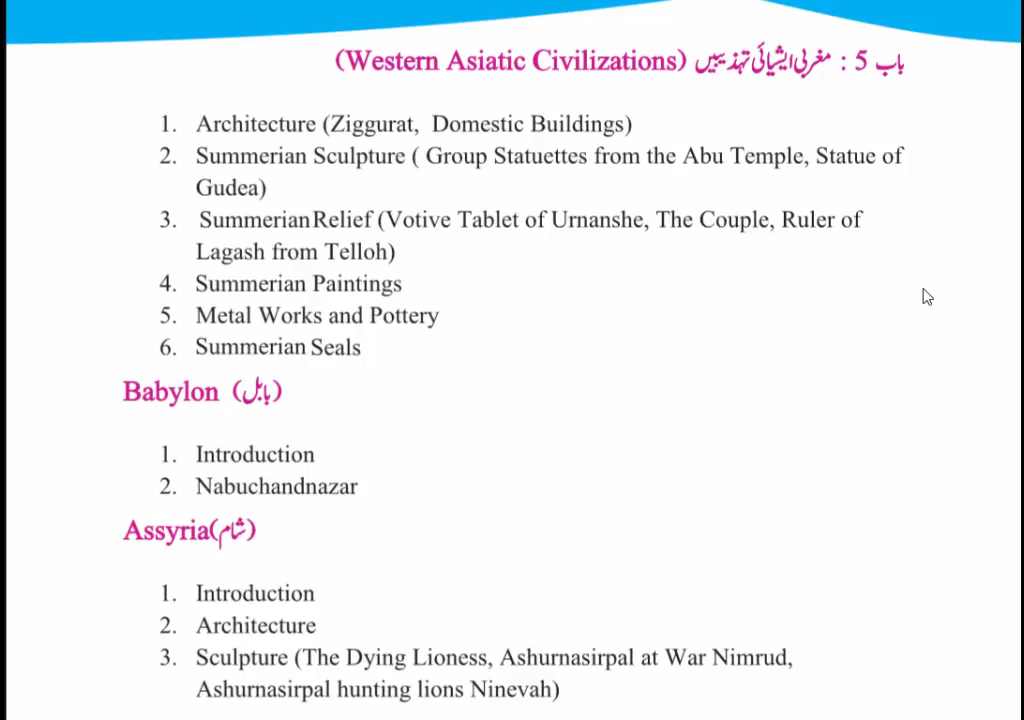 باب 5 : مغربی ایشیائی تہذیبیں (Western Asiatic Civilizations)
1. Architecture (Ziggurat, Domestic Buildings)
2. Summerian Sculpture ( Group Statuettes from the Abu Temple, Statue of
Gudea)
3. Summerian Relief (Votive Tablet of Urnanshe, The Couple, Ruler of
Lagash from Telloh)
4. Summerian Paintings
5. Metal Works and Pottery
6. Summerian Seals
Babylon (بابل)
1. Introduction
2. Nabuchandnazar
Assyria(شام)
1. Introduction
2. Architecture
3. Sculpture (The Dying Lioness, Ashurnasirpal at War Nimrud,
Ashurnasirpal hunting lions Ninevah)